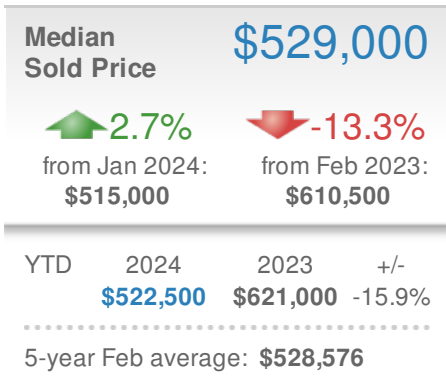 Median $529,000
Sold Price
2.7% -13.3%
from Jan 2024: from Feb 2023:
$515,000 $610,500
YTD 2024 2023 +/-
$522,500 $621,000 -15.9%
5-year Feb average: $528,576